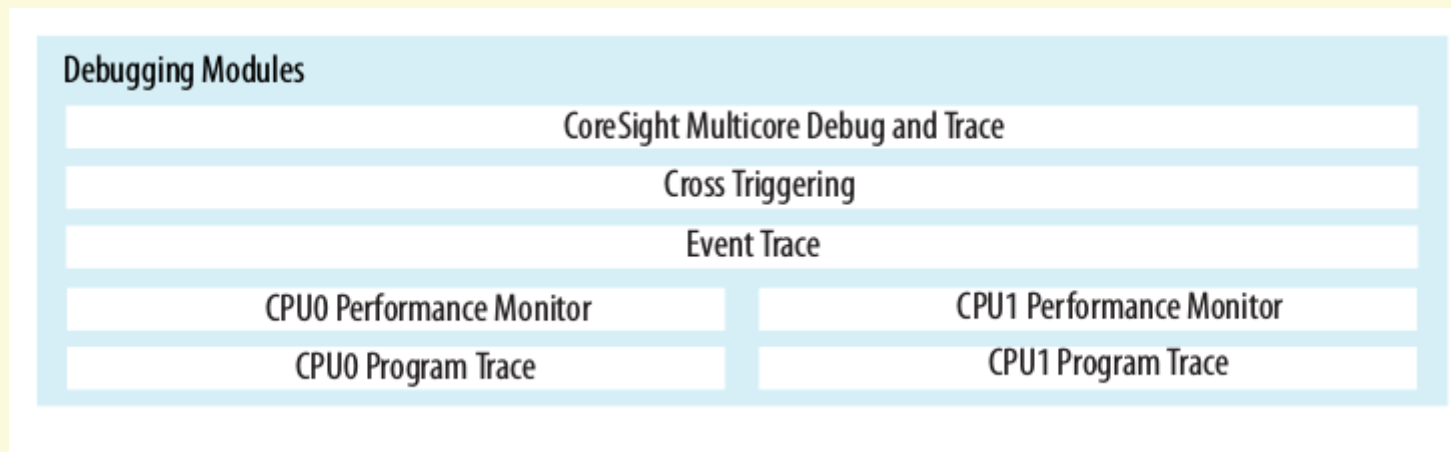 Debugging Modules
CoreSight Multicore Debug and Trace
Cross Triggering
Event Trace
CPU0 Performance Monitor
CPU1 Performance Monitor
CPU0 Program Trace
CPU1 Program Trace